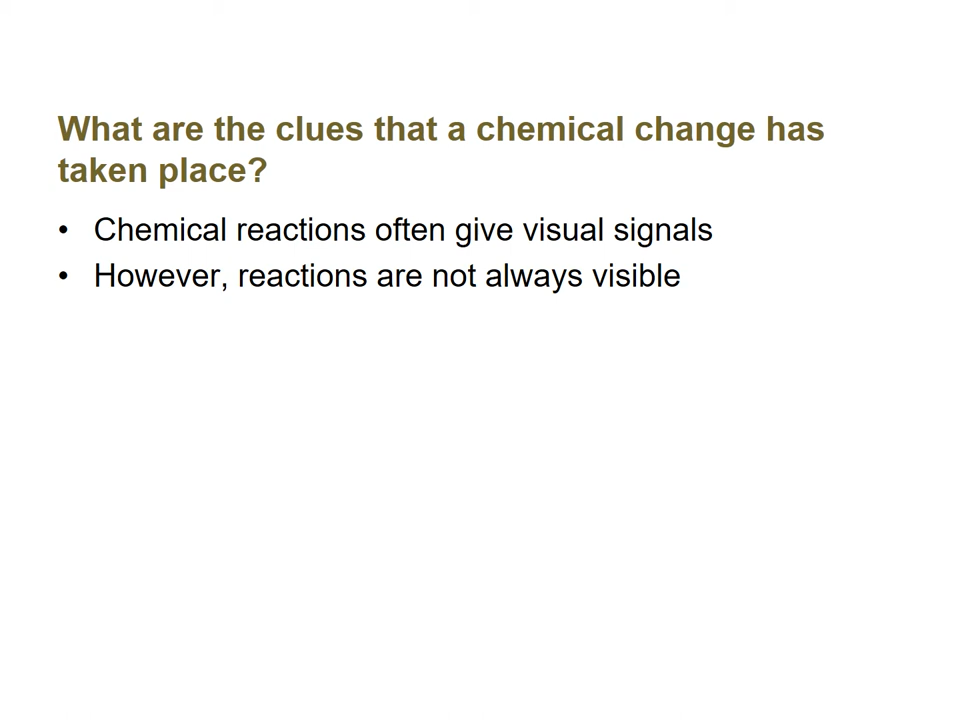 What are the clues that a chemical change has
taken place?
• Chemical reactions often give visual signals
• However, reactions are not always visible